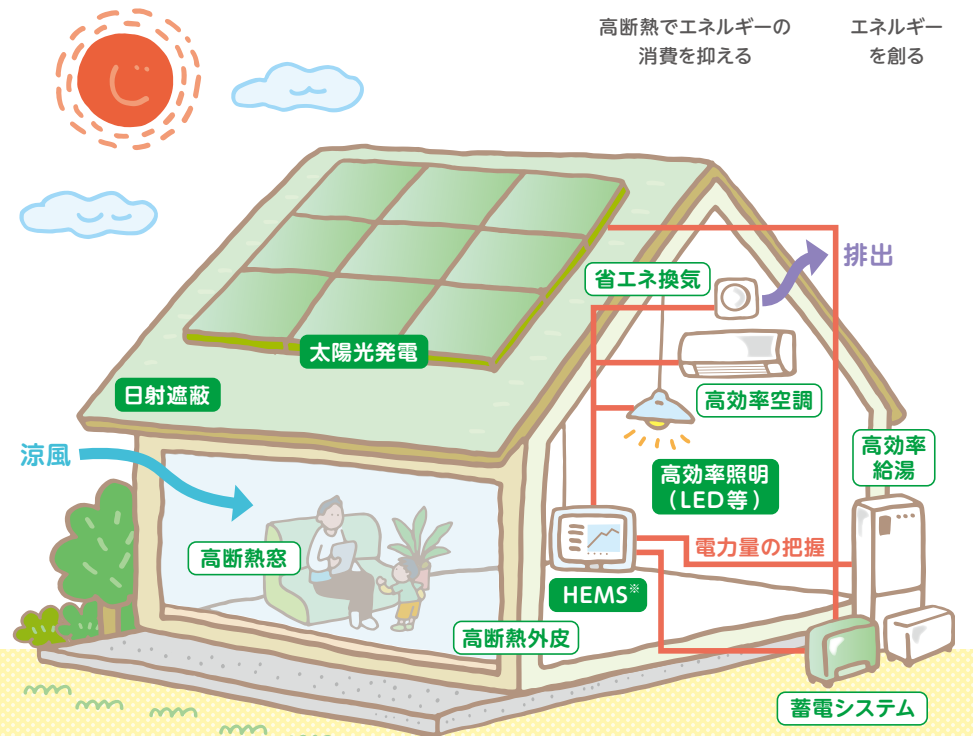 高断熱でエネルギーの
消費を抑える
エネルギー
を創る
排出
省エネ換気
太陽光発電
日射遮蔽
高効率空調
涼風
高効率
給湯
高効率照明
（LED等）
高断熱窓
電力量の把握
HEMS※
高断熱外皮
蓄電システム